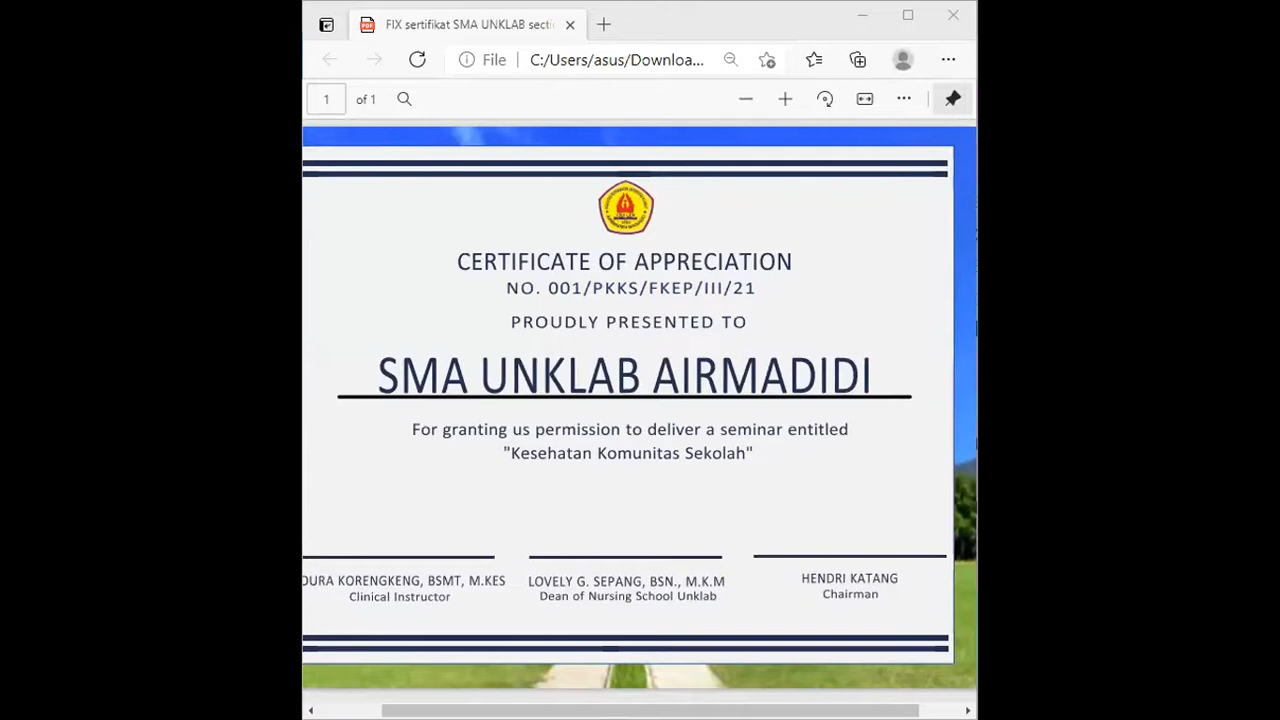 FIX sertifikat SMA UNKLAB secti
File
C:/Users/asus/Downloa...
1 of 1
CERTIFICATE OF APPRECIATION
NO. 001/PKKS/FKEP/III/21
PROUDLY PRESENTED TO
SMA UNKLAB AIRMADIDI
For granting us permission to deliver a seminar entitled
"Kesehatan Komunitas Sekolah"
OURA KORENGKENG, BSMT, M.KES
Clinical Instructor
LOVELY G. SEPANG, BSN., M.K.M
Dean of Nursing School Unklab
HENDRI KATANG
Chairman